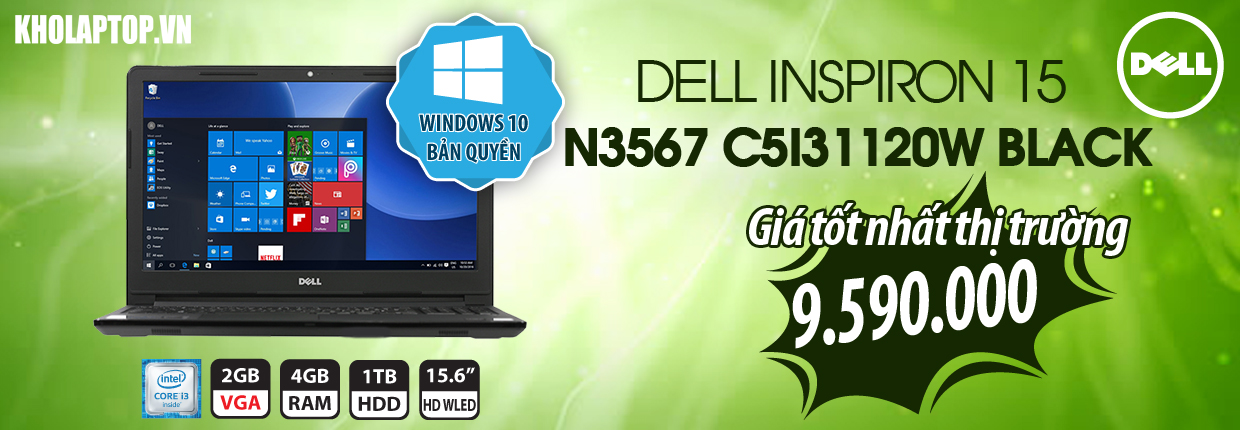 KHOLAPTOP.VN
WINDOWS 10
BẢN QUYỀN
DELL INSPIRON 15
N3567 C5I31120W BLACK
DELL
Giá tốt nhất thị trường
9.590.000
DELL
NETFLIX
intel
CORE i3
inside
2GB
VGA
4GB
RAM
1TB
HDD
15.6”
HD WLED